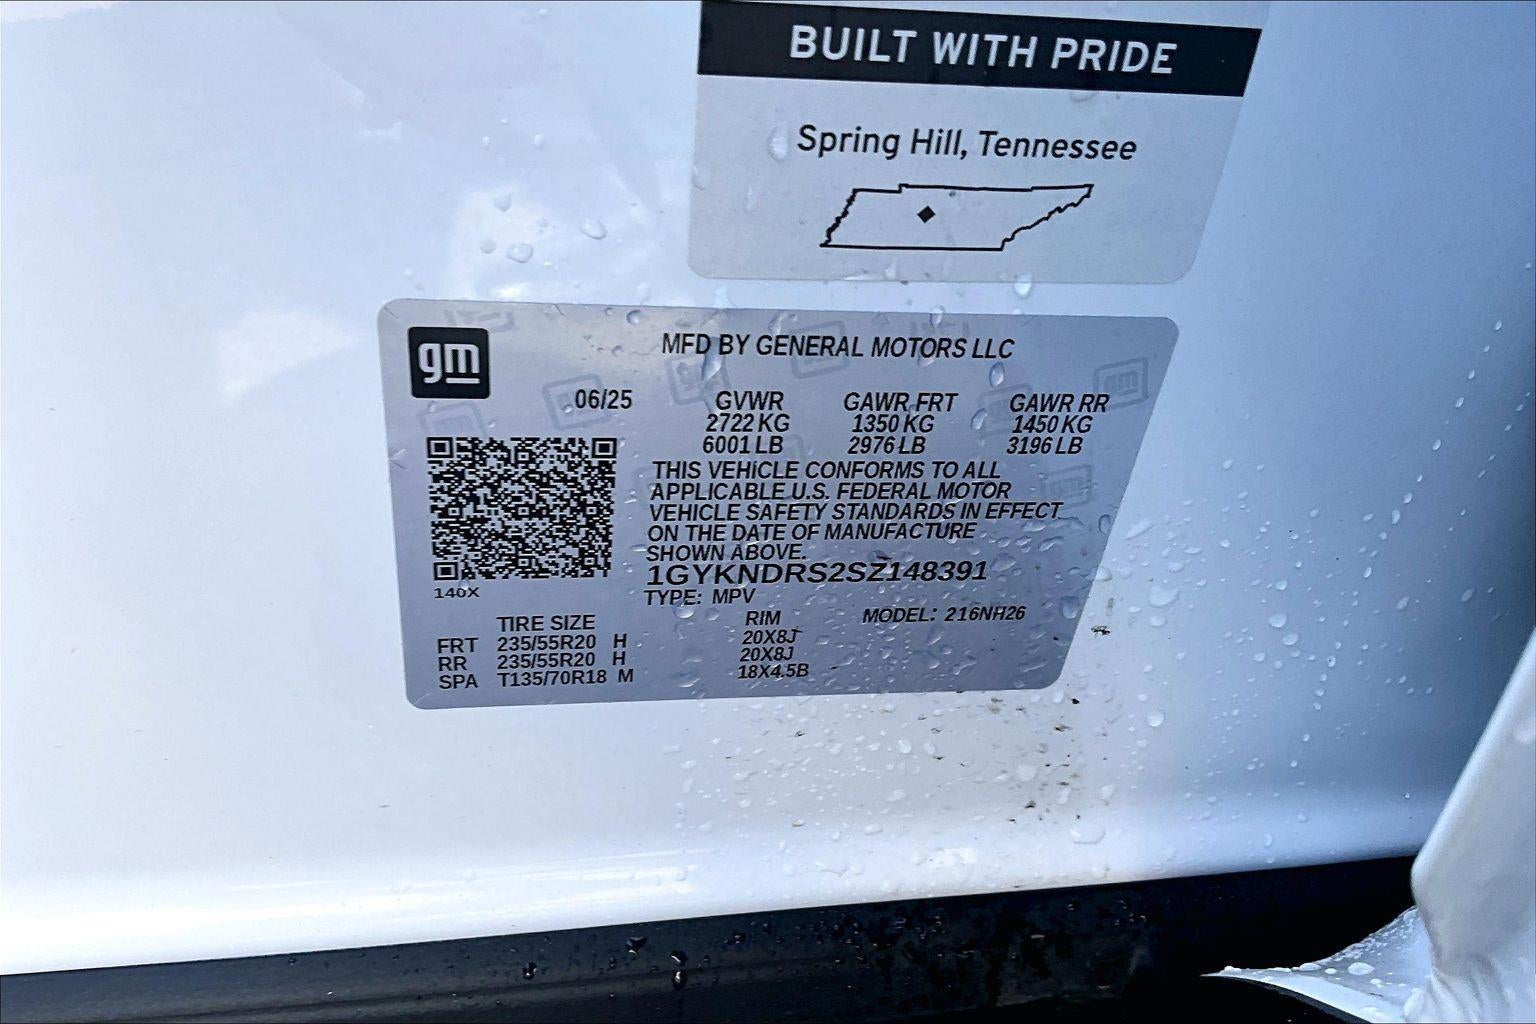 BUILT WITH PRIDE
Spring Hill, Tennessee
gm
MFD BY GENERAL MOTORS LLC
06/25 GVWR GAWR FRT GAWR RR
2722 KG 1350 KG 1450 KG
6001 LB 2976 LB 3196 LB
THIS VEHICLE CONFORMS TO ALL
APPLICABLE U.S. FEDERAL MOTOR
VEHICLE SAFETY STANDARDS IN EFFECT
ON THE DATE OF MANUFACTURE
SHOWN ABOVE.
1GYKNDRS2SZ148391
140X
TYPE: MPV
MODEL: 216NH26
TIRE SIZE RIM
FRT 235/55R20 H 20X8J
RR 235/55R20 H 20X8J
SPA T135/70R18 M 18X4.5B